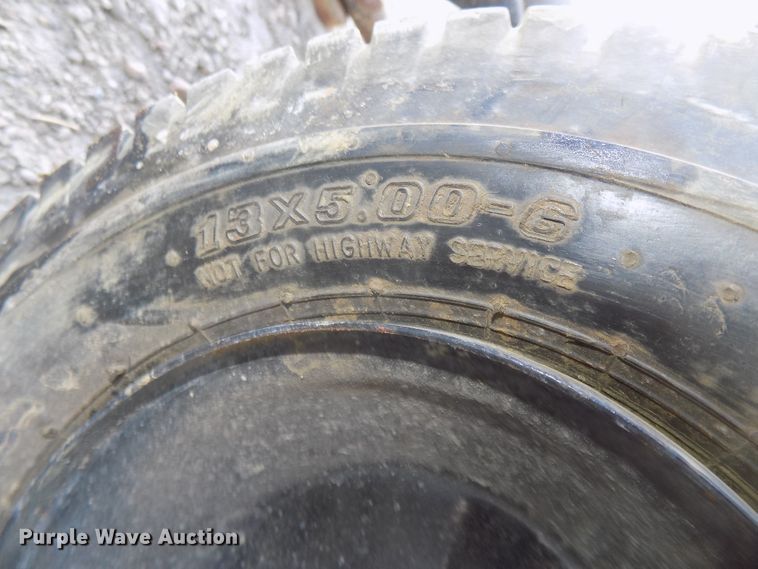 13X5.00-6
NOT FOR HIGHWAY SERVICE
Purple Wave Auction